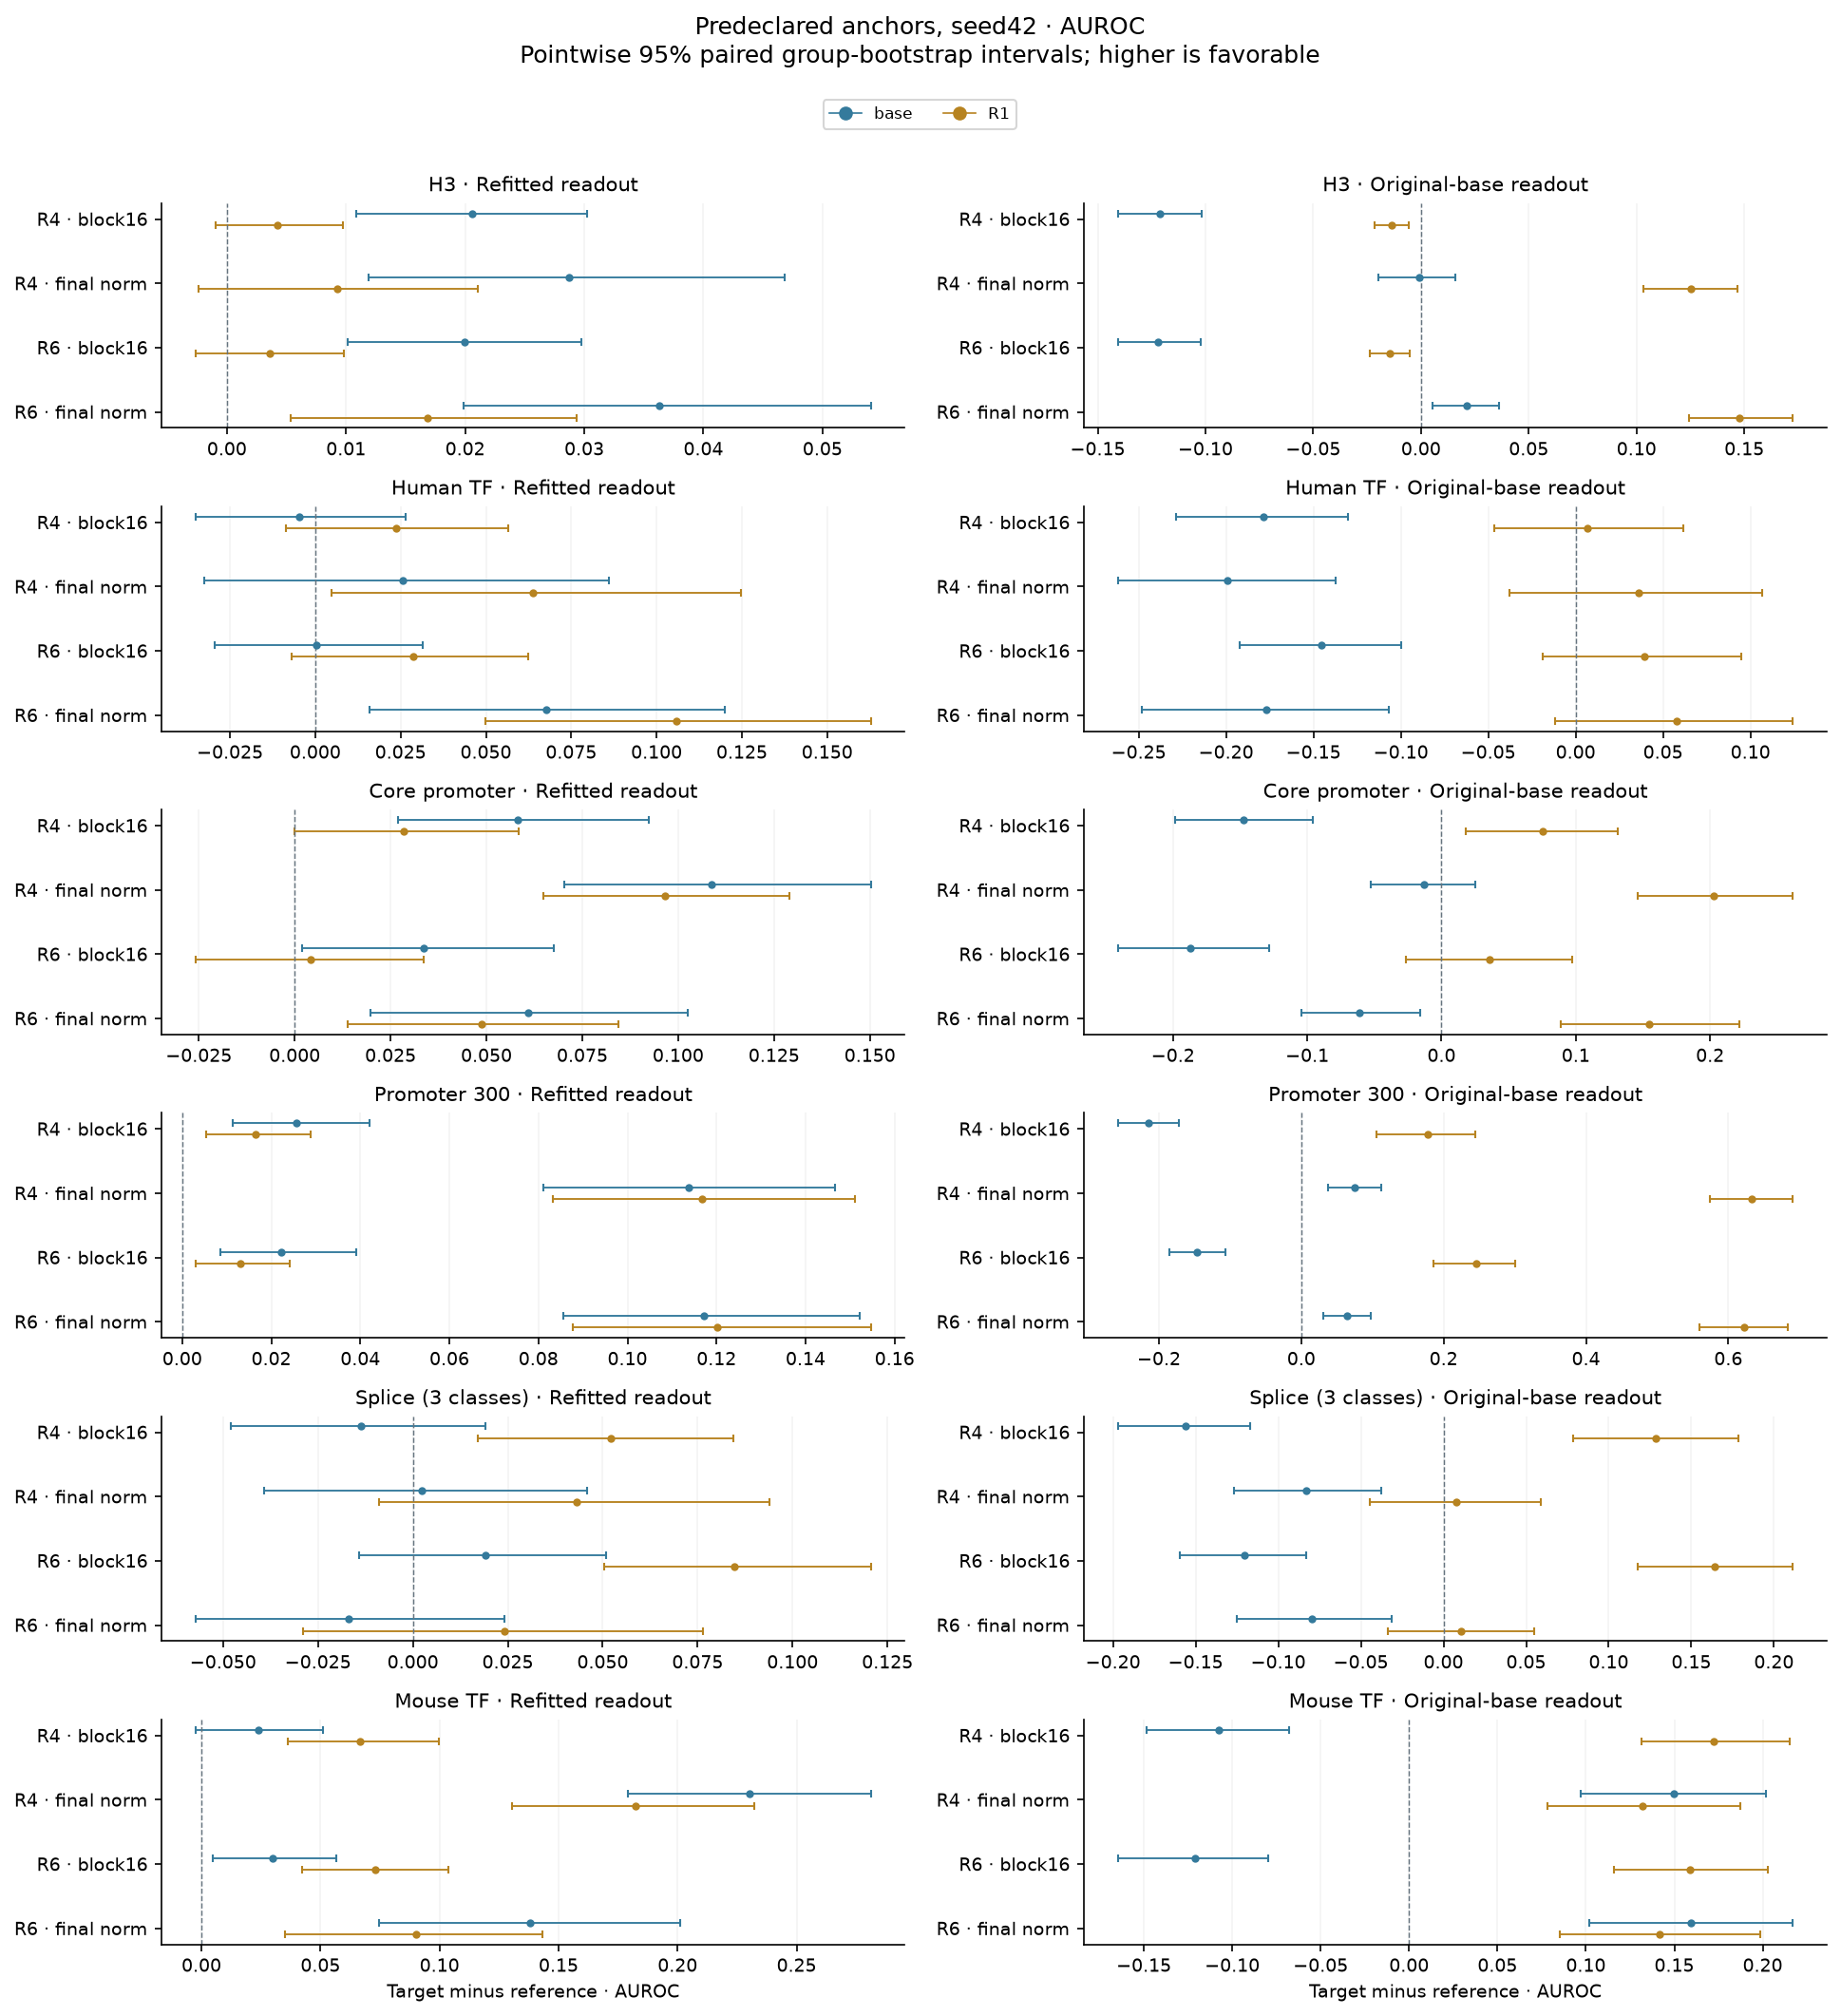 Predeclared anchors, seed42 · AUROC
Pointwise 95% paired group-bootstrap intervals; higher is favorable
base R1
H3 · Refitted readout
R4 · block16
R4 · final norm
R6 · block16
R6 · final norm
0.00 0.01 0.02 0.03 0.04 0.05
H3 · Original-base readout
R4 · block16
R4 · final norm
R6 · block16
R6 · final norm
−0.15 −0.10 −0.05 0.00 0.05 0.10 0.15
Human TF · Refitted readout
R4 · block16
R4 · final norm
R6 · block16
R6 · final norm
−0.025 0.000 0.025 0.050 0.075 0.100 0.125 0.150
Human TF · Original-base readout
R4 · block16
R4 · final norm
R6 · block16
R6 · final norm
−0.25 −0.20 −0.15 −0.10 −0.05 0.00 0.05 0.10
Core promoter · Refitted readout
R4 · block16
R4 · final norm
R6 · block16
R6 · final norm
−0.025 0.000 0.025 0.050 0.075 0.100 0.125 0.150
Core promoter · Original-base readout
R4 · block16
R4 · final norm
R6 · block16
R6 · final norm
−0.2 −0.1 0.0 0.1 0.2
Promoter 300 · Refitted readout
R4 · block16
R4 · final norm
R6 · block16
R6 · final norm
0.00 0.02 0.04 0.06 0.08 0.10 0.12 0.14 0.16
Promoter 300 · Original-base readout
R4 · block16
R4 · final norm
R6 · block16
R6 · final norm
−0.2 0.0 0.2 0.4 0.6
Splice (3 classes) · Refitted readout
R4 · block16
R4 · final norm
R6 · block16
R6 · final norm
−0.050 −0.025 0.000 0.025 0.050 0.075 0.100 0.125
Splice (3 classes) · Original-base readout
R4 · block16
R4 · final norm
R6 · block16
R6 · final norm
−0.20 −0.15 −0.10 −0.05 0.00 0.05 0.10 0.15 0.20
Mouse TF · Refitted readout
R4 · block16
R4 · final norm
R6 · block16
R6 · final norm
0.00 0.05 0.10 0.15 0.20 0.25
Target minus reference · AUROC
Mouse TF · Original-base readout
R4 · block16
R4 · final norm
R6 · block16
R6 · final norm
−0.15 −0.10 −0.05 0.00 0.05 0.10 0.15 0.20
Target minus reference · AUROC